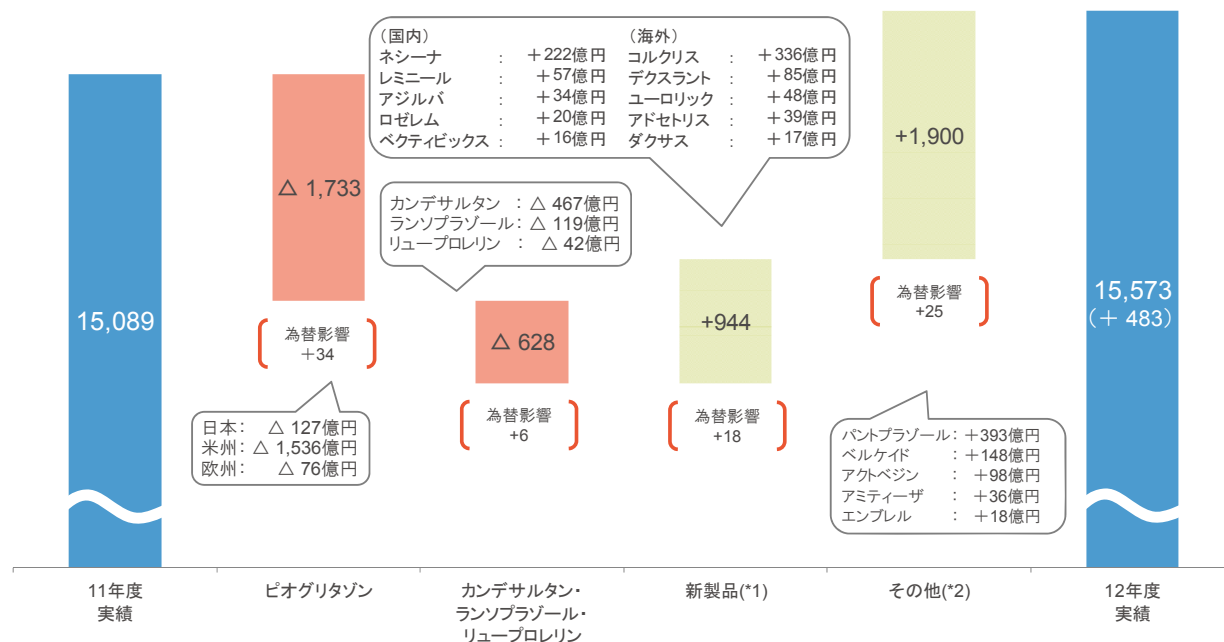 （国内）
ネシーナ ： ＋222億円
レミニール ： ＋57億円
アジルバ ： ＋34億円
ロゼレム ： ＋20億円
ベクティビックス ： ＋16億円
（海外）
コルクリス ： ＋336億円
デクスラント ： ＋85億円
ユーロリック ： ＋48億円
アドセトリス ： ＋39億円
ダクサス ： ＋17億円
15,089
△ 1,733
為替影響
＋34
日本： △ 127億円
米州： △ 1,536億円
欧州： △ 76億円
カンデサルタン ： △ 467億円
ランソプラゾール： △ 119億円
リュープロレリン ： △ 42億円
△ 628
為替影響
+6
+944
為替影響
+18
+1,900
為替影響
+25
パントプラゾール： ＋393億円
ベルケイド ： ＋148億円
アクトベジン ： ＋98億円
アミティーザ ： ＋36億円
エンブレル ： ＋18億円
15,573
（＋ 483）
11年度
実績
ピオグリタゾン
カンデサルタン・
ランソプラゾール・
リュープロレリン
新製品(*1)
その他(*2)
12年度
実績